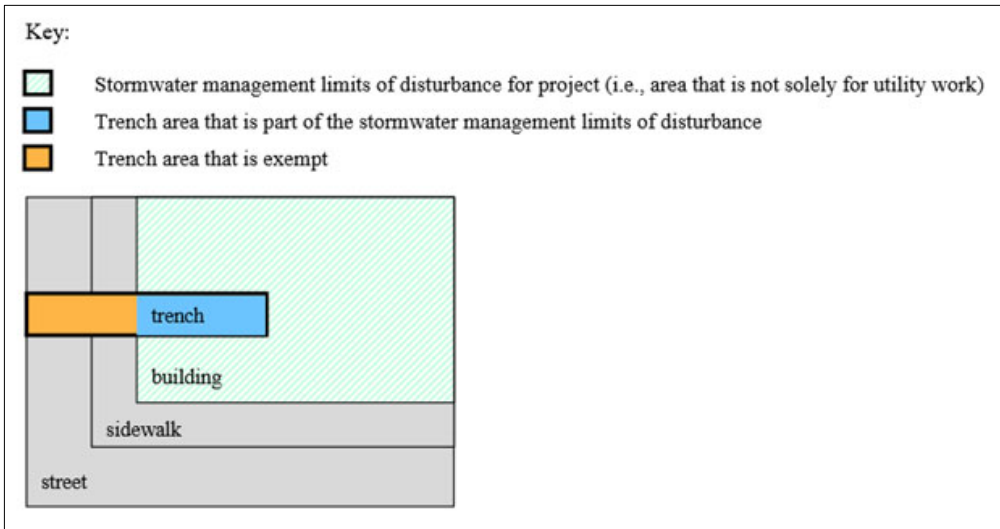 Key:
Stormwater management limits of disturbance for project (i.e., area that is not solely for utility work)
Trench area that is part of the stormwater management limits of disturbance
Trench area that is exempt
trench
building
sidewalk
street